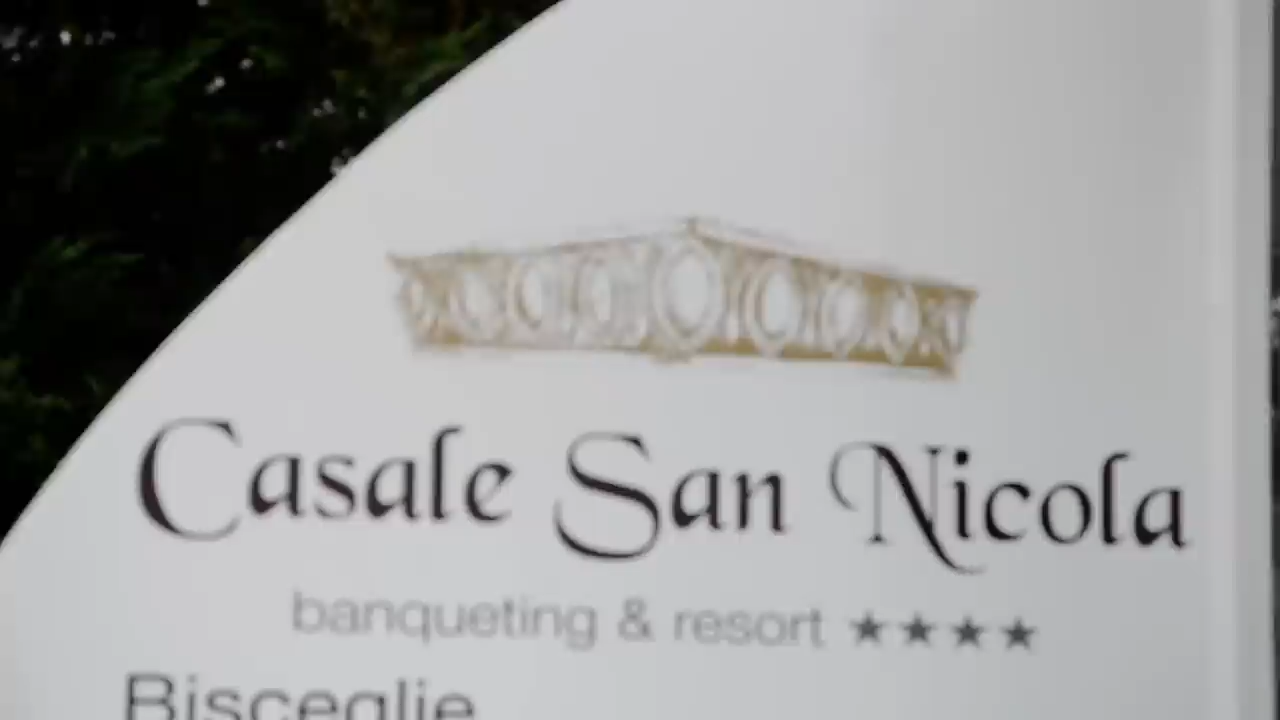 Casale San Nicola
banqueting & resort ★★★★
Bisceglie